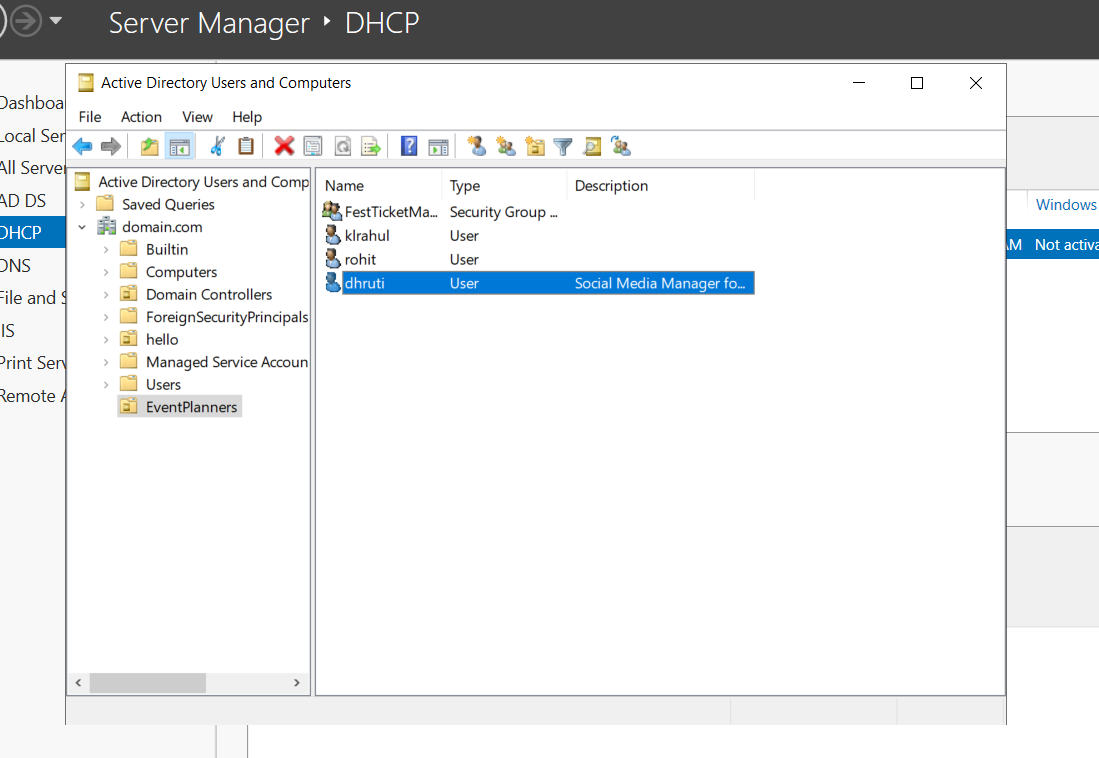 Server Manager ‣ DHCP
Active Directory Users and Computers
File Action View Help
Dashboa
Local Ser
All Server
AD DS
DHCP
DNS
File and S
IIS
Print Serv
Remote A
Active Directory Users and Comp
Saved Queries
domain.com
Builtin
Computers
Domain Controllers
ForeignSecurityPrincipals
hello
Managed Service Accoun
Users
EventPlanners
Name Type Description
FestTicketMa... Security Group ...
klrahul User
rohit User
dhruti User Social Media Manager fo...
Windows
AM Not activa